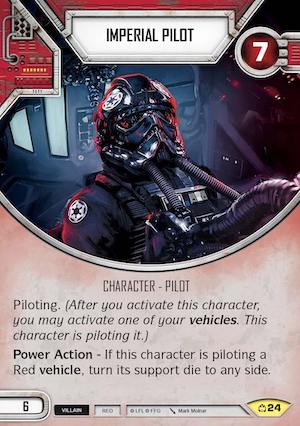 IMPERIAL PILOT
7
CHARACTER - PILOT
Piloting. (After you activate this character,
you may activate one of your vehicles. This
character is piloting it.)
Power Action - If this character is piloting a
Red vehicle, turn its support die to any side.
6
VILLAIN
RED
© LFL © FFG
Mark Molnar
24